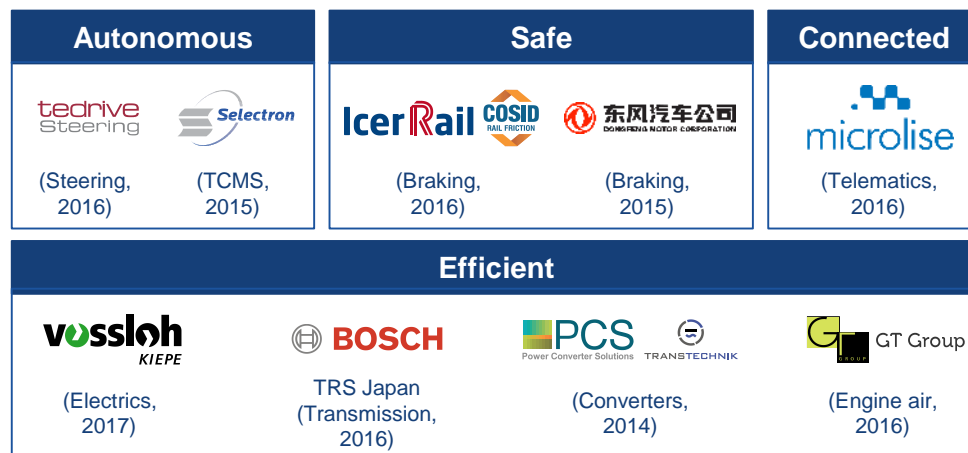 Autonomous
tedrive
Steering
Selectron
(Steering,
2016)
(TCMS,
2015)
Safe
IcerRail
COSID
RAIL FRICTION
东风汽车公司
DONGFENG MOTOR CORPORATION
(Braking,
2016)
(Braking,
2015)
Connected
microlise
(Telematics,
2016)
Efficient
vossloh
KIEPE
(Electrics,
2017)
BOSCH
TRS Japan
(Transmission,
2016)
PCS
Power Converter Solutions
TRANSTECHNIK
(Converters,
2014)
GT
GROUP
GT Group
(Engine air,
2016)